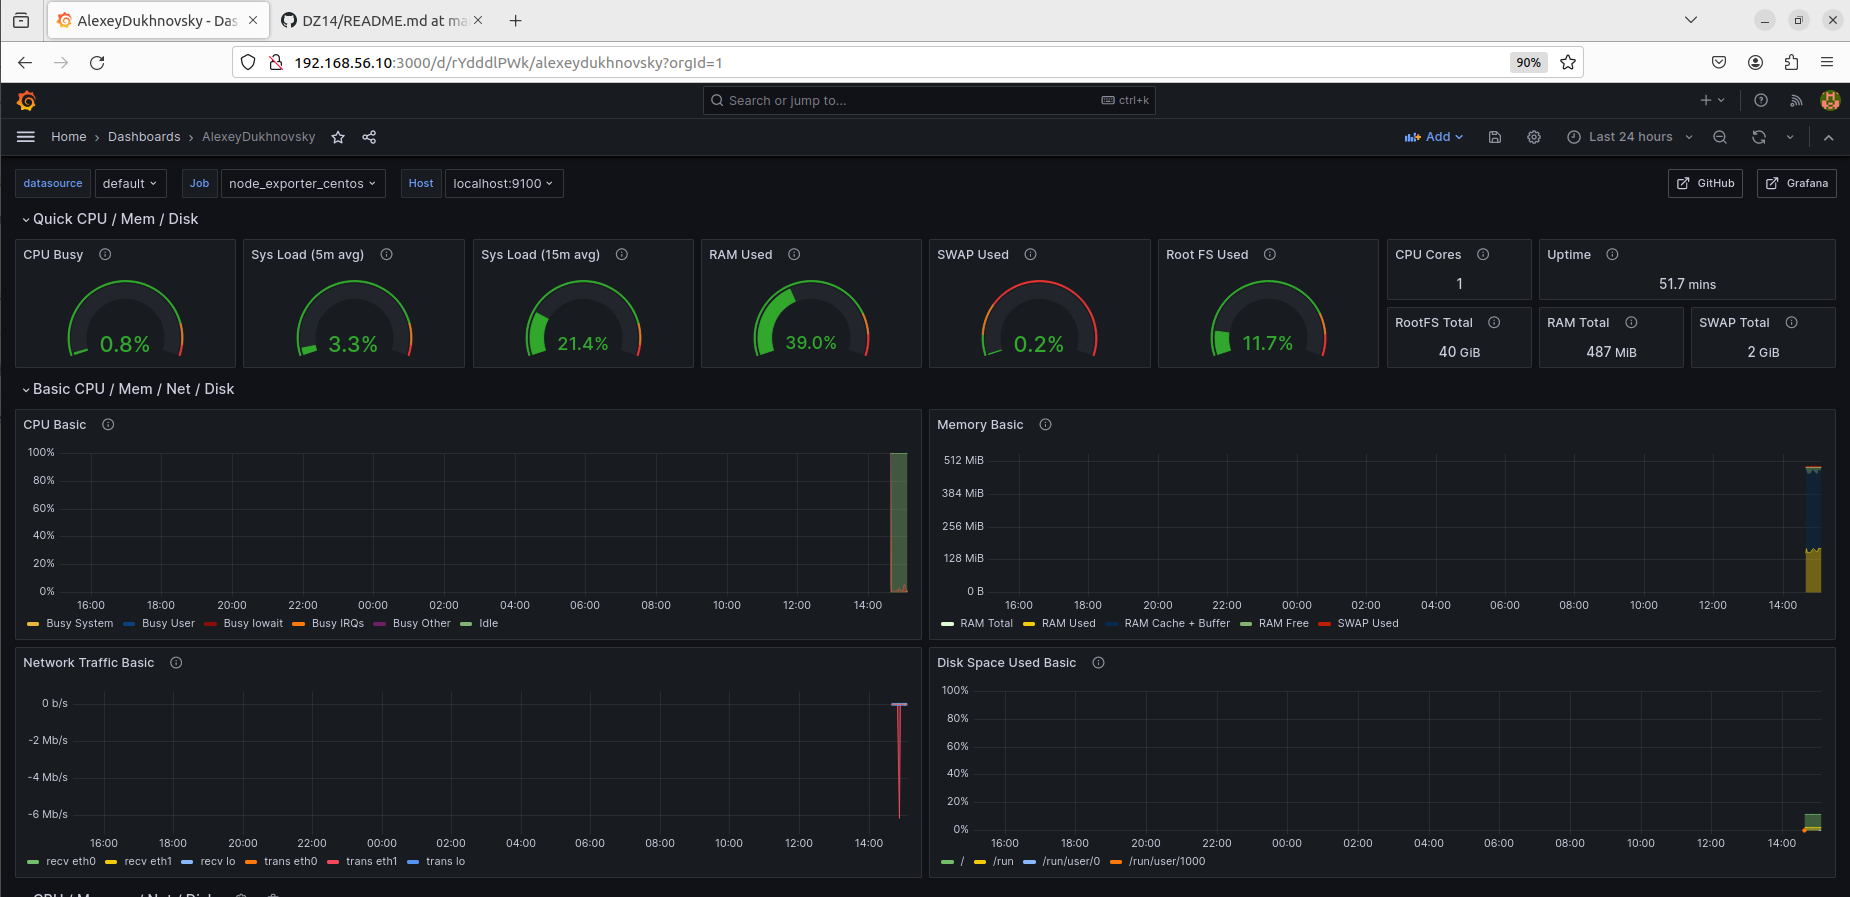 AlexeyDukhnovsky - Das
DZ14/README.md at ma
192.168.56.10:3000/d/rYdddlPWk/alexeydukhnovsky?orgId=1
90%
Search or jump to...
ctrl+k
Home › Dashboards › AlexeyDukhnovsky
Add
Last 24 hours
datasource default Job node_exporter_centos Host localhost:9100
GitHub Grafana
Quick CPU / Mem / Disk
CPU Busy
0.8%
Sys Load (5m avg)
3.3%
Sys Load (15m avg)
21.4%
RAM Used
39.0%
SWAP Used
0.2%
Root FS Used
11.7%
CPU Cores
1
Uptime
51.7 mins
RootFS Total
40 GiB
RAM Total
487 MiB
SWAP Total
2 GiB
Basic CPU / Mem / Net / Disk
CPU Basic
100%
80%
60%
40%
20%
0%
16:00 18:00 20:00 22:00 00:00 02:00 04:00 06:00 08:00 10:00 12:00 14:00
Busy System Busy User Busy Iowait Busy IRQs Busy Other Idle
Memory Basic
512 MiB
384 MiB
256 MiB
128 MiB
0 B
16:00 18:00 20:00 22:00 00:00 02:00 04:00 06:00 08:00 10:00 12:00 14:00
RAM Total RAM Used RAM Cache + Buffer RAM Free SWAP Used
Network Traffic Basic
0 b/s
-2 Mb/s
-4 Mb/s
-6 Mb/s
16:00 18:00 20:00 22:00 00:00 02:00 04:00 06:00 08:00 10:00 12:00 14:00
recv eth0 recv eth1 recv lo trans eth0 trans eth1 trans lo
Disk Space Used Basic
100%
80%
60%
40%
20%
0%
16:00 18:00 20:00 22:00 00:00 02:00 04:00 06:00 08:00 10:00 12:00 14:00
/ /run /run/user/0 /run/user/1000